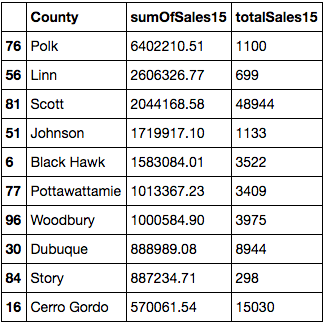 County sumOfSales15 totalSales15
76 Polk 6402210.51 1100
56 Linn 2606326.77 699
81 Scott 2044168.58 48944
51 Johnson 1719917.10 1133
6 Black Hawk 1583084.01 3522
77 Pottawattamie 1013367.23 3409
96 Woodbury 1000584.90 3975
30 Dubuque 888989.08 8944
84 Story 887234.71 298
16 Cerro Gordo 570061.54 15030